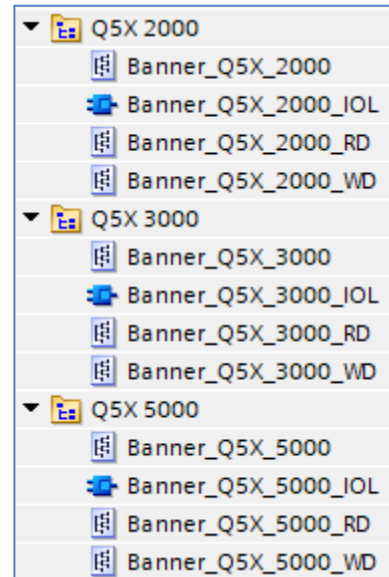 Q5X 2000
Banner_Q5X_2000
Banner_Q5X_2000_IOL
Banner_Q5X_2000_RD
Banner_Q5X_2000_WD
Q5X 3000
Banner_Q5X_3000
Banner_Q5X_3000_IOL
Banner_Q5X_3000_RD
Banner_Q5X_3000_WD
Q5X 5000
Banner_Q5X_5000
Banner_Q5X_5000_IOL
Banner_Q5X_5000_RD
Banner_Q5X_5000_WD